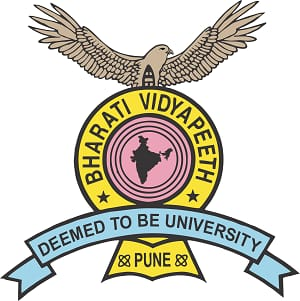 BHARATI VIDYAPEETH
DEEMED TO BE UNIVERSITY
PUNE